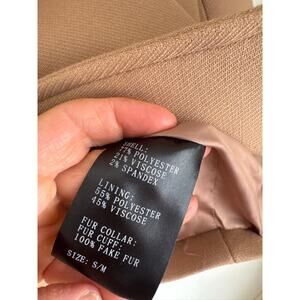 SHELL:
77% POLYESTER
21% VISCOSE
2% SPANDEX
LINING:
55% POLYESTER
45% VISCOSE
FUR COLLAR:
FUR CUFF:
100% FAKE FUR
SIZE: S/M